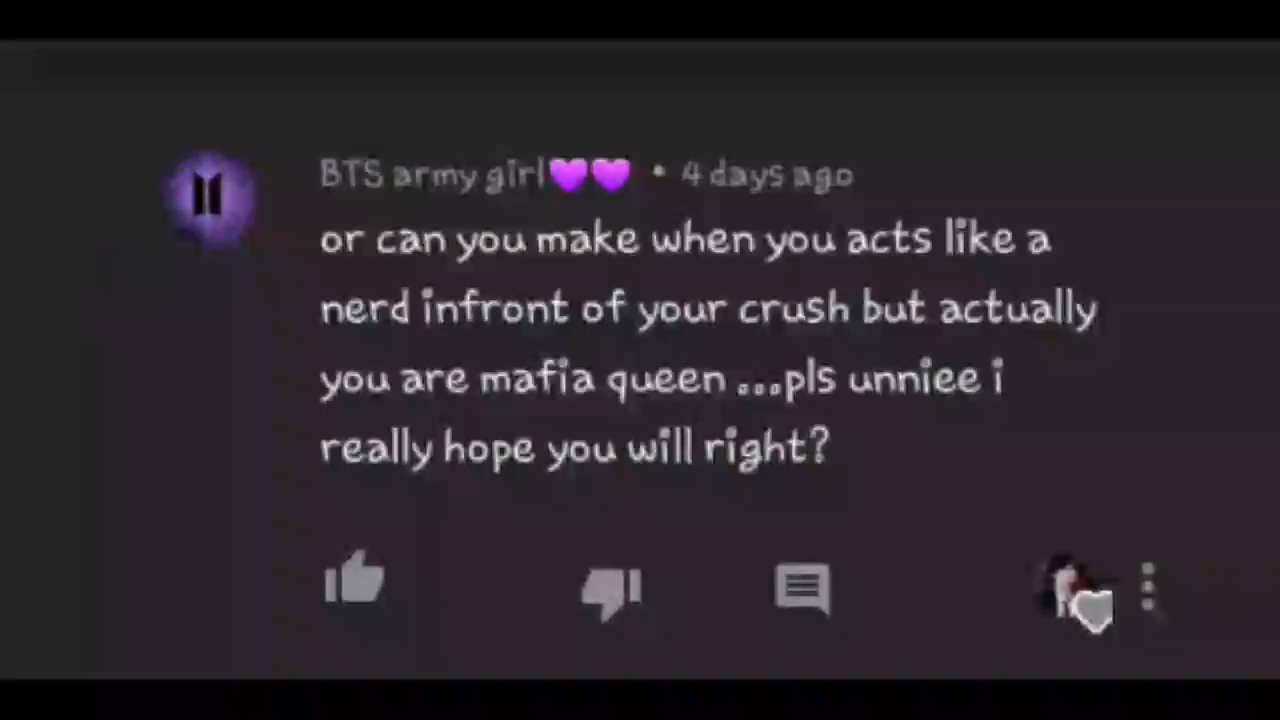 BTS army girl💜💜 • 4 days ago
or can you make when you acts like a
nerd infront of your crush but actually
you are mafia queen ...pls unniee i
really hope you will right?